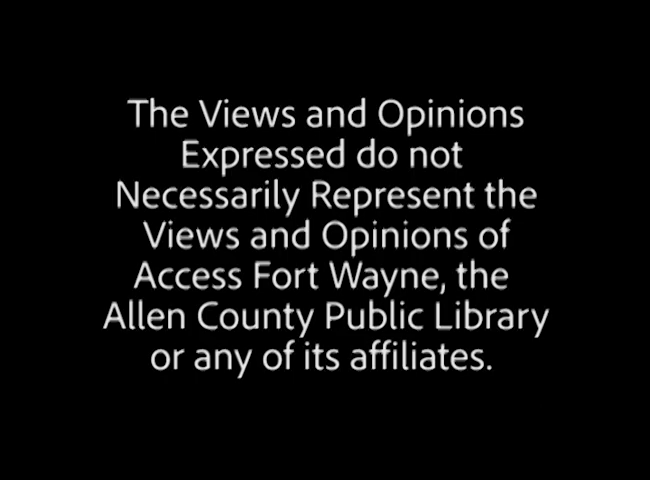 The Views and Opinions
Expressed do not
Necessarily Represent the
Views and Opinions of
Access Fort Wayne, the
Allen County Public Library
or any of its affiliates.